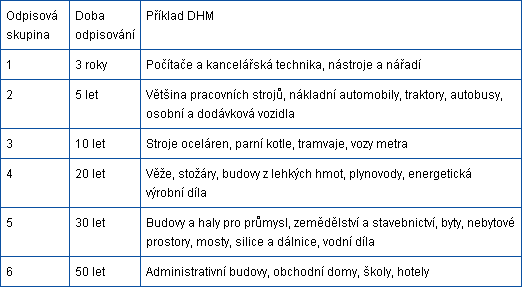 Odpisová skupina Doba odpisování Příklad DHM
1 3 roky Počítače a kancelářská technika, nástroje a nářadí
2 5 let Většina pracovních strojů, nákladní automobily, traktory, autobusy,
osobní a dodávková vozidla
3 10 let Stroje oceláren, parní kotle, tramvaje, vozy metra
4 20 let Věže, stožáry, budovy z lehkých hmot, plynovody, energetická
výrobní díla
5 30 let Budovy a haly pro průmysl, zemědělství a stavebnictví, byty, nebytové
prostory, mosty, silice a dálnice, vodní díla
6 50 let Administrativní budovy, obchodní domy, školy, hotely